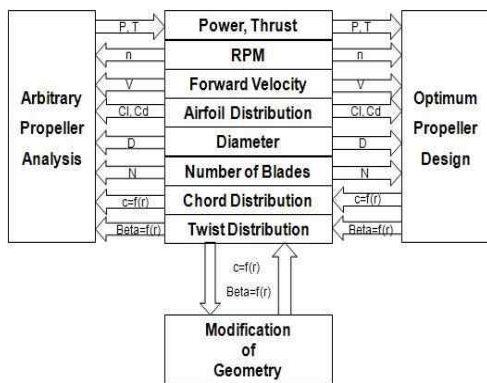 P, T Power, Thrust P, T
n RPM n
V Forward Velocity V
Cl, Cd Airfoil Distribution Cl, Cd
D Diameter D
N Number of Blades N
c=f(r) Chord Distribution c=f(r)
Beta=f(r) Twist Distribution Beta=f(r)
Arbitrary
Propeller
Analysis
Optimum
Propeller
Design
c=f(r)
Beta=f(r)
Modification
of
Geometry